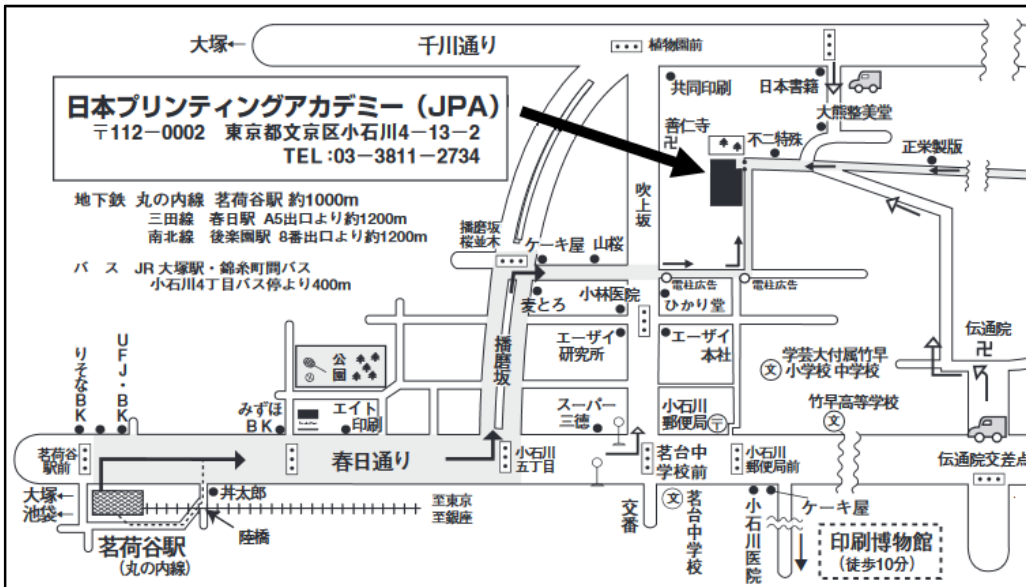 大塚←
千川通り
植物園前
日本プリンティングアカデミー（JPA）
〒112－0002　東京都文京区小石川4－13－2
TEL：03－3811－2734
共同印刷
日本書籍
大熊整美堂
善仁寺
卍
不二特殊
正栄製版
地下鉄 丸の内線 茗荷谷駅 約1000m
三田線　春日駅 A5出口より約1200m
南北線 後楽園駅 8番出口より約1200m
バ　ス　JR 大塚駅・錦糸町間バス
小石川4丁目バス停より400m
吹上坂
播磨坂
桜並木
ケーキ屋
山桜
電柱広告
電柱広告
麦とろ
小林医院
ひかり堂
エーザイ
研究所
エーザイ
本社
播磨坂
伝通院
卍
学芸大付属竹早
文
小学校 中学校
りそなBK
UFJ・BK
公園
みずほ
BK
エイト
印刷
スーパー
三徳
小石川
郵便局〒
竹早高等学校
文
茗荷谷
駅前
春日通り
小石川
五丁目
茗台中
学校前
小石川
郵便局前
伝通院交差点
大塚←
池袋←
丼太郎
至東京
至銀座
陸橋
茗荷谷駅
（丸の内線）
交番
文
茗台中学校
小石川医院
ケーキ屋
印刷博物館
（徒歩10分）